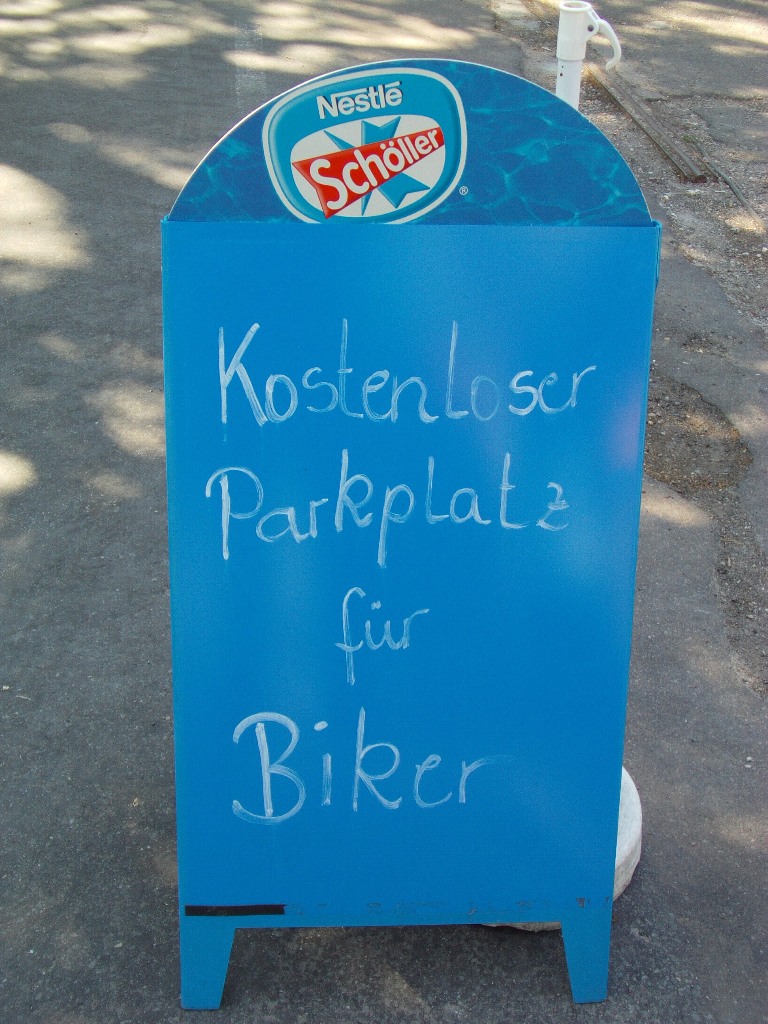 Nestlé
Schöller
®
Kostenloser
Parkplatz
für
Biker